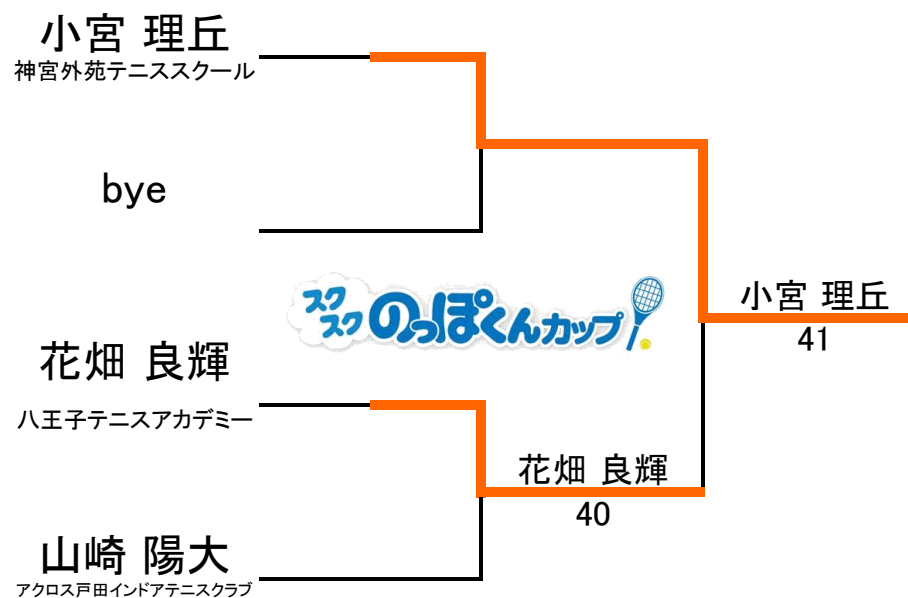 小宮 理丘
神宮外苑テニススクール
bye
スク
スク のっぽくんカップ!
小宮 理丘
41
花畑 良輝
八王子テニスアカデミー
花畑 良輝
40
山崎 陽大
アクロス戸田インドアテニスクラブ